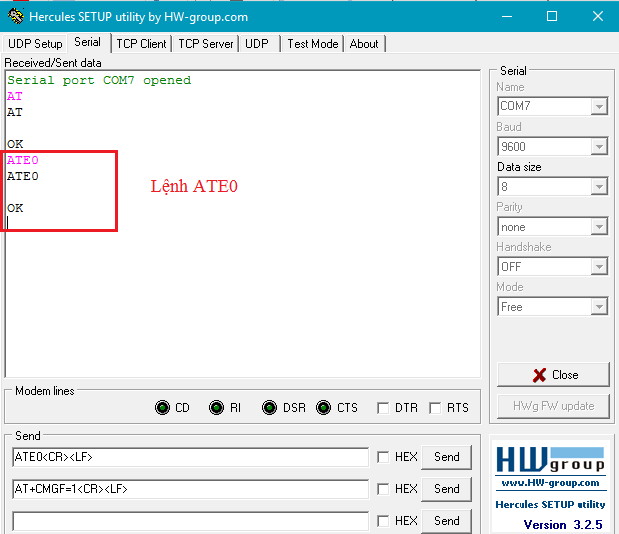 Hercules SETUP utility by HW-group.com
UDP Setup Serial TCP Client TCP Server UDP Test Mode About
Received/Sent data
Serial port COM7 opened
AT
AT
OK
ATE0
ATE0
OK
Lệnh ATE0
Serial
Name
COM7
Baud
9600
Data size
8
Parity
none
Handshake
OFF
Mode
Free
Close
HWg FW update
Modem lines
CD RI DSR CTS DTR RTS
Send
ATE0<CR><LF> HEX Send
AT+CMGF=1<CR><LF> HEX Send
HEX Send
HWgroup
www.HW-group.com
Hercules SETUP utility
Version 3.2.5